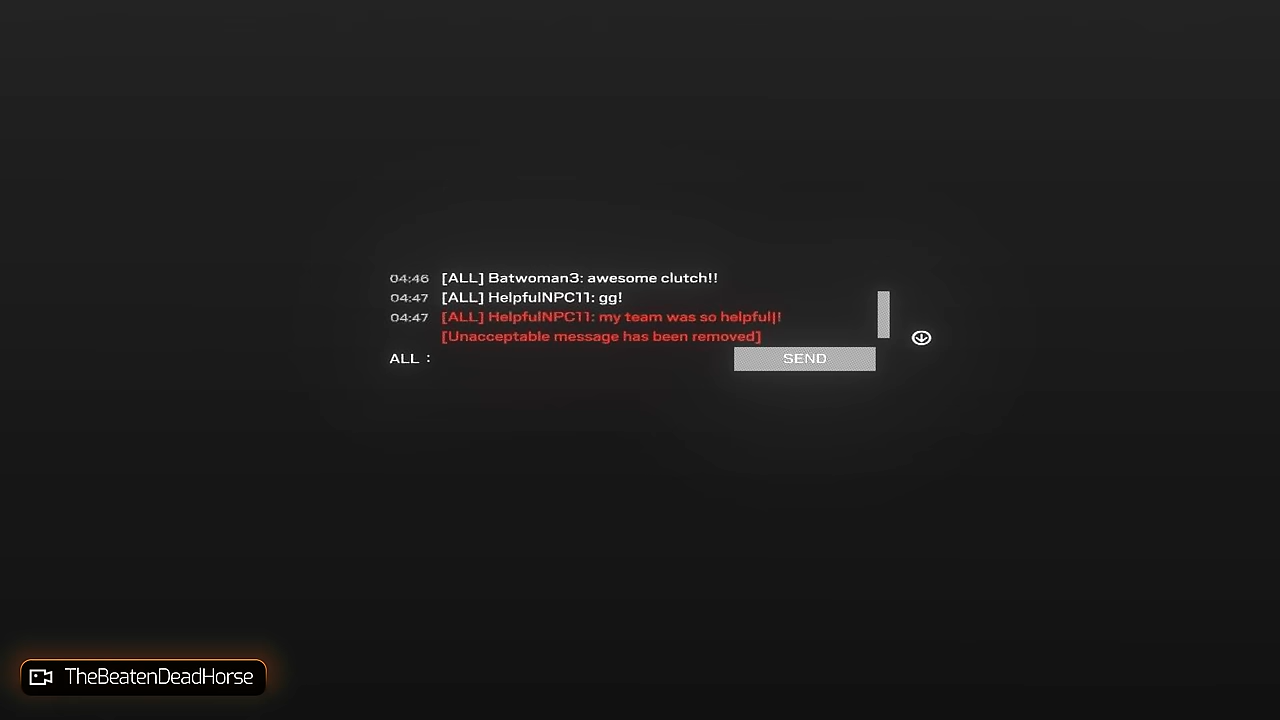 04:46 [ALL] Batwoman3: awesome clutch!!
04:47 [ALL] HelpfulNPC11: gg!
04:47 [ALL] HelpfulNPC11: my team was so helpful|!
[Unacceptable message has been removed]
ALL : SEND
TheBeatenDeadHorse